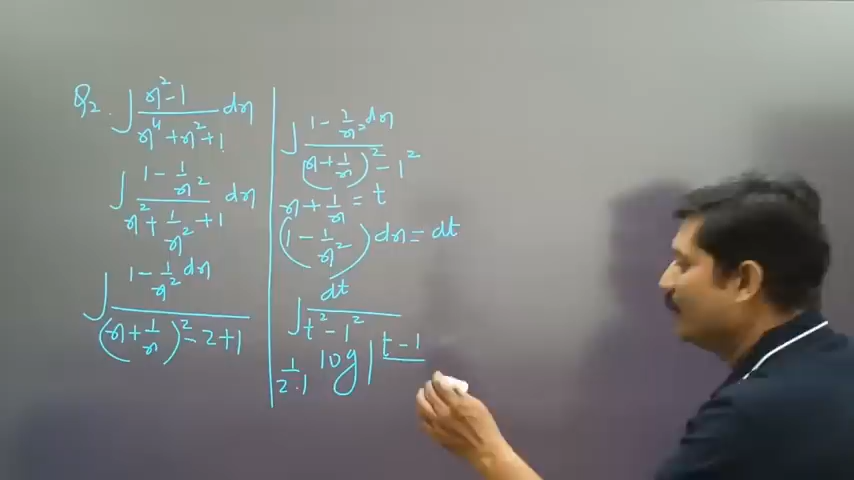 Q2. ∫ x²-1 / x⁴+x²+1 dx
∫ 1 - 1/x² / x² + 1/x² + 1 dx
∫ 1 - 1/x² dx / (x + 1/x)² - 2 + 1
∫ 1 - 1/x² dx / (x + 1/x)² - 1²
x + 1/x = t
(1 - 1/x²) dx = dt
∫ dt / t² - 1²
1/2.1 log | t - 1